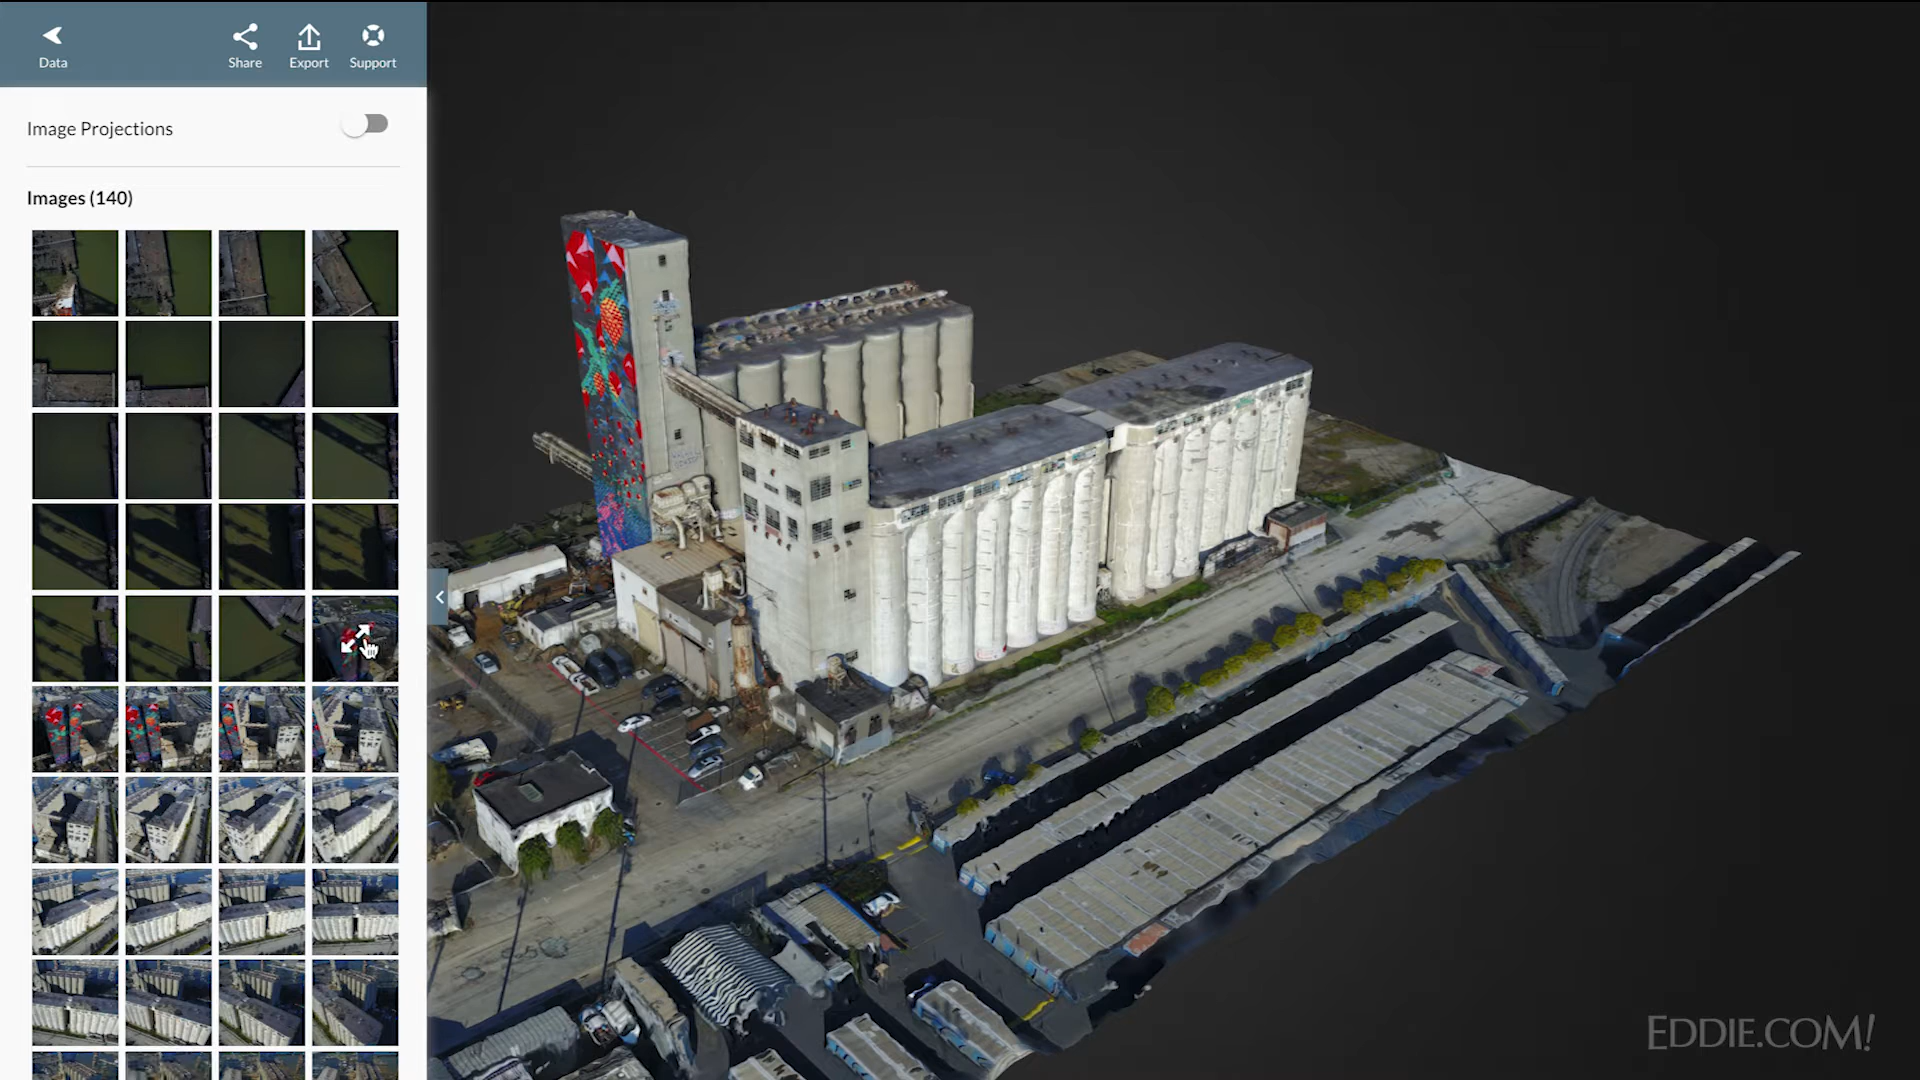 Data
Share
Export
Support
Image Projections
Images (140)
EDDIE.COM!